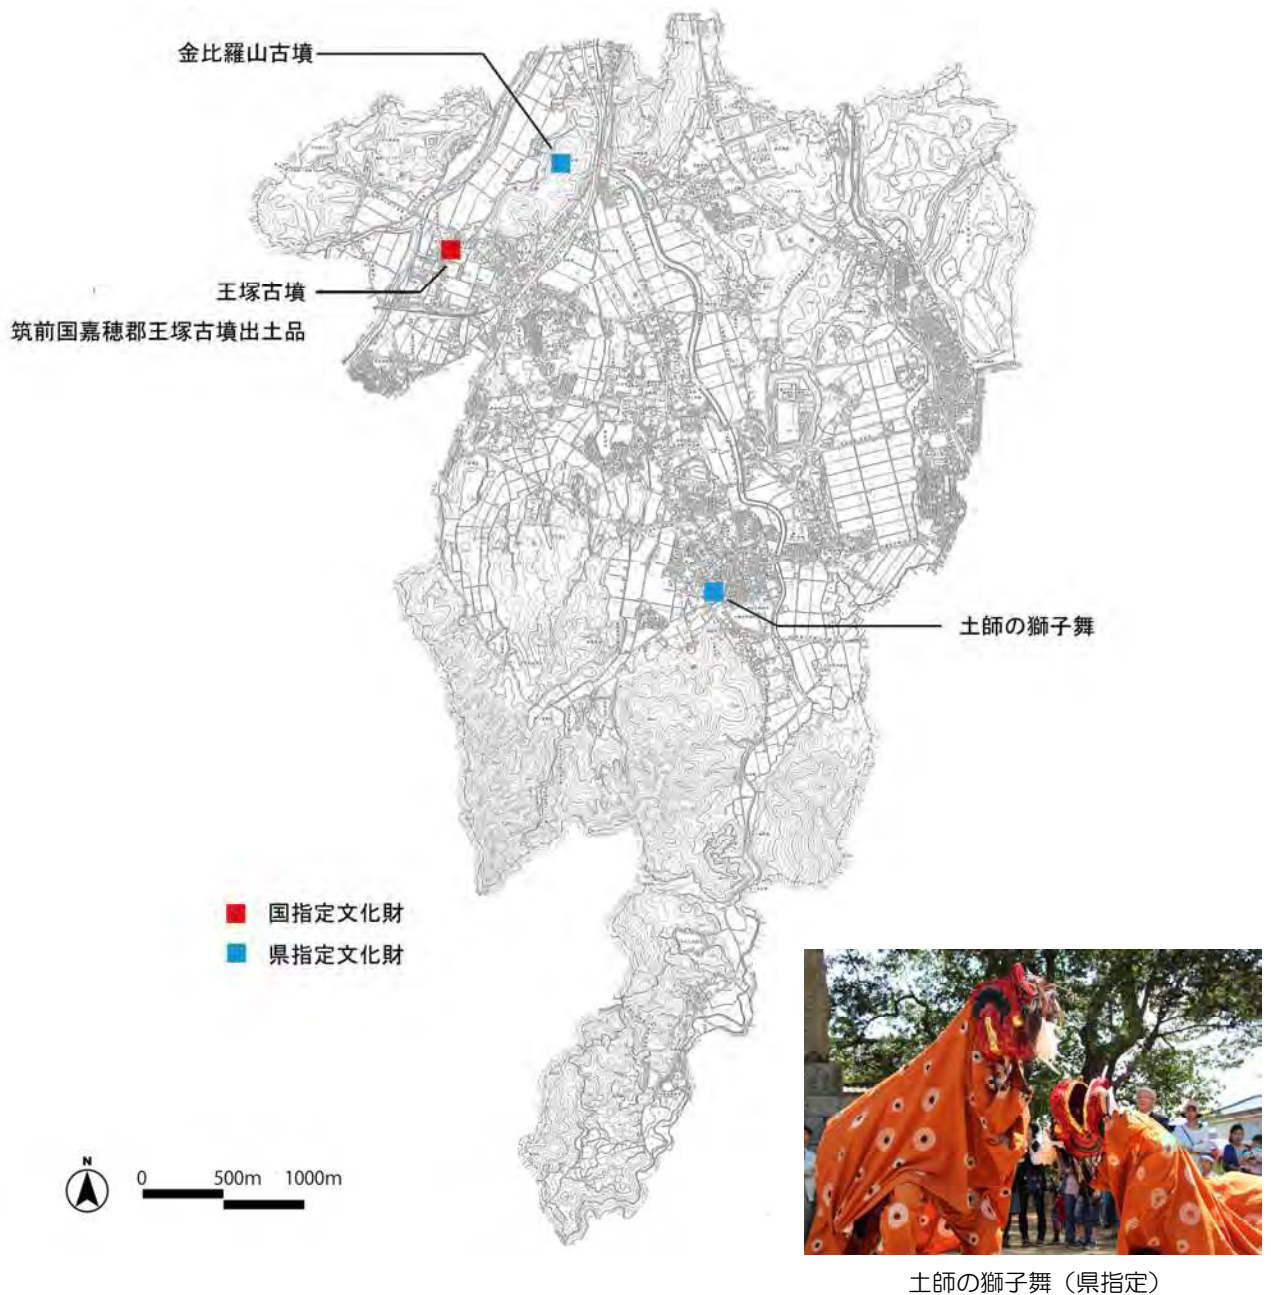 金比羅山古墳
王塚古墳
筑前国嘉穂郡王塚古墳出土品
土師の獅子舞
国指定文化財
県指定文化財
N
0 500m 1000m
土師の獅子舞（県指定）